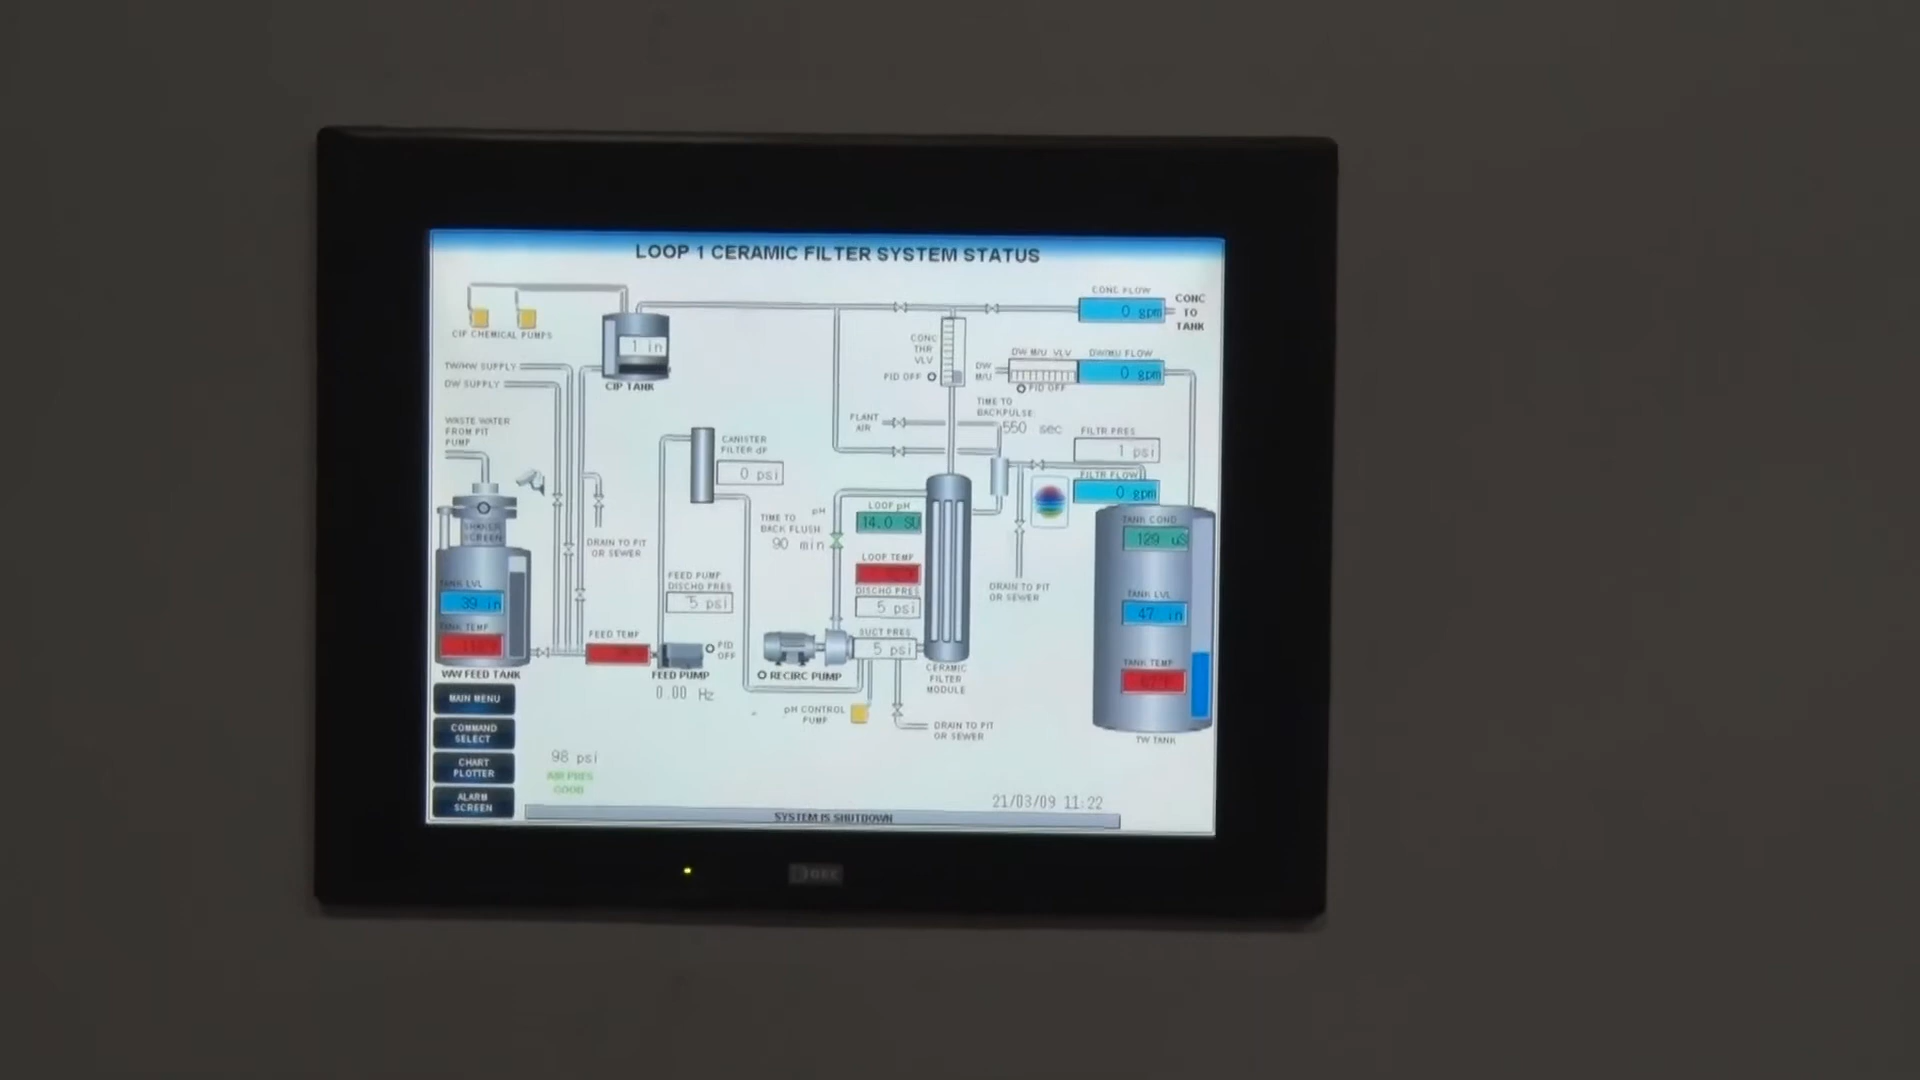 LOOP 1 CERAMIC FILTER SYSTEM STATUS
CIP CHEMICAL PUMPS
1 in
CIP TANK
TW/HW SUPPLY
DW SUPPLY
WASTE WATER
FROM PIT
PUMP
SHAKER
SCREEN
TANK LVL
39 in
TANK TEMP
WW FEED TANK
DRAIN TO PIT
OR SEWER
FEED TEMP
CANISTER
FILTER dP
0 psi
FEED PUMP
DISCHG PRES
5 psi
PID
OFF
FEED PUMP
0.00 Hz
CONC
THR
VLV
PID OFF
CONC FLOW
0 gpm
CONC
TO
TANK
DW
M/U
DW M/U VLV
PID OFF
DW/MU FLOW
0 gpm
PLANT
AIR
TIME TO
BACKPULSE
550 sec
FILTR PRES
1 psi
FILTR FLOW
0 gpm
pH
TIME TO
BACK FLUSH
90 min
LOOP pH
14.0 SU
LOOP TEMP
DISCHG PRES
5 psi
SUCT PRES
5 psi
RECIRC PUMP
CERAMIC
FILTER
MODULE
pH CONTROL
PUMP
DRAIN TO PIT
OR SEWER
DRAIN TO PIT
OR SEWER
TANK COND
129 uS
TANK LVL
47 in
TANK TEMP
TW TANK
MAIN MENU
COMMAND
SELECT
CHART
PLOTTER
ALARM
SCREEN
98 psi
AIR PRES
GOOD
21/03/09 11:22
SYSTEM IS SHUTDOWN